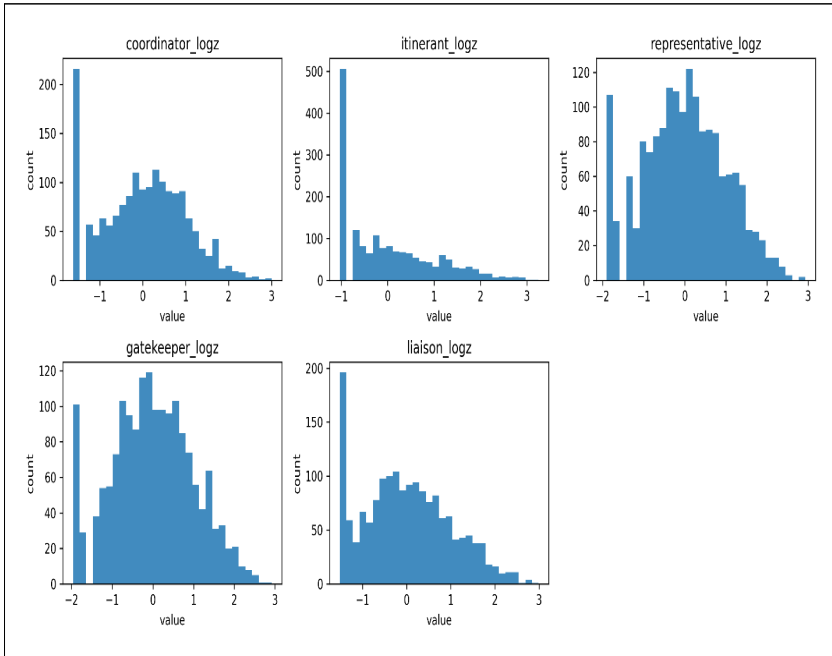 coordinator_logz
200
150
100
50
0
count
−1 0 1 2 3
value
itinerant_logz
500
400
300
200
100
0
count
−1 0 1 2 3
value
representative_logz
120
100
80
60
40
20
0
count
−2 −1 0 1 2 3
value
gatekeeper_logz
120
100
80
60
40
20
0
count
−2 −1 0 1 2 3
value
liaison_logz
200
150
100
50
0
count
−1 0 1 2 3
value